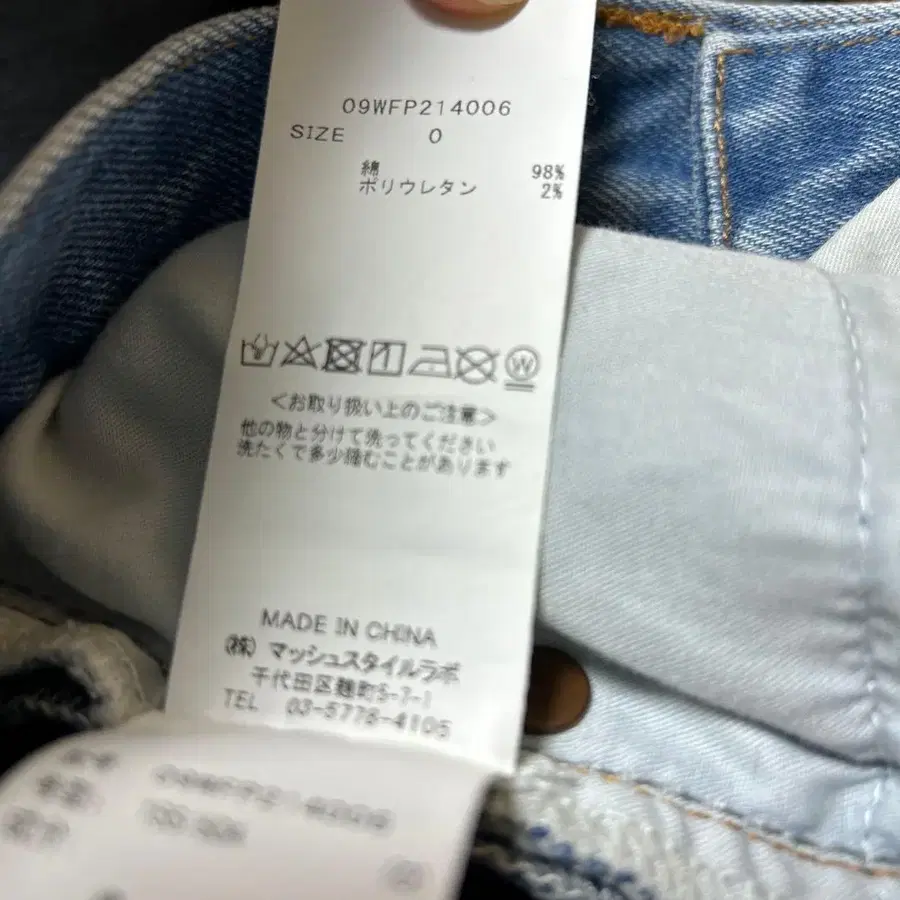 09WFP214006
SIZE 0
綿 98%
ポリウレタン 2%
W
<お取り扱い上のご注意>
他の物と分けて洗ってください
洗たくで多少縮むことがあります
MADE IN CHINA
㈱ マッシュスタイルラボ
千代田区麹町5-7-1
TEL 03-5778-4105